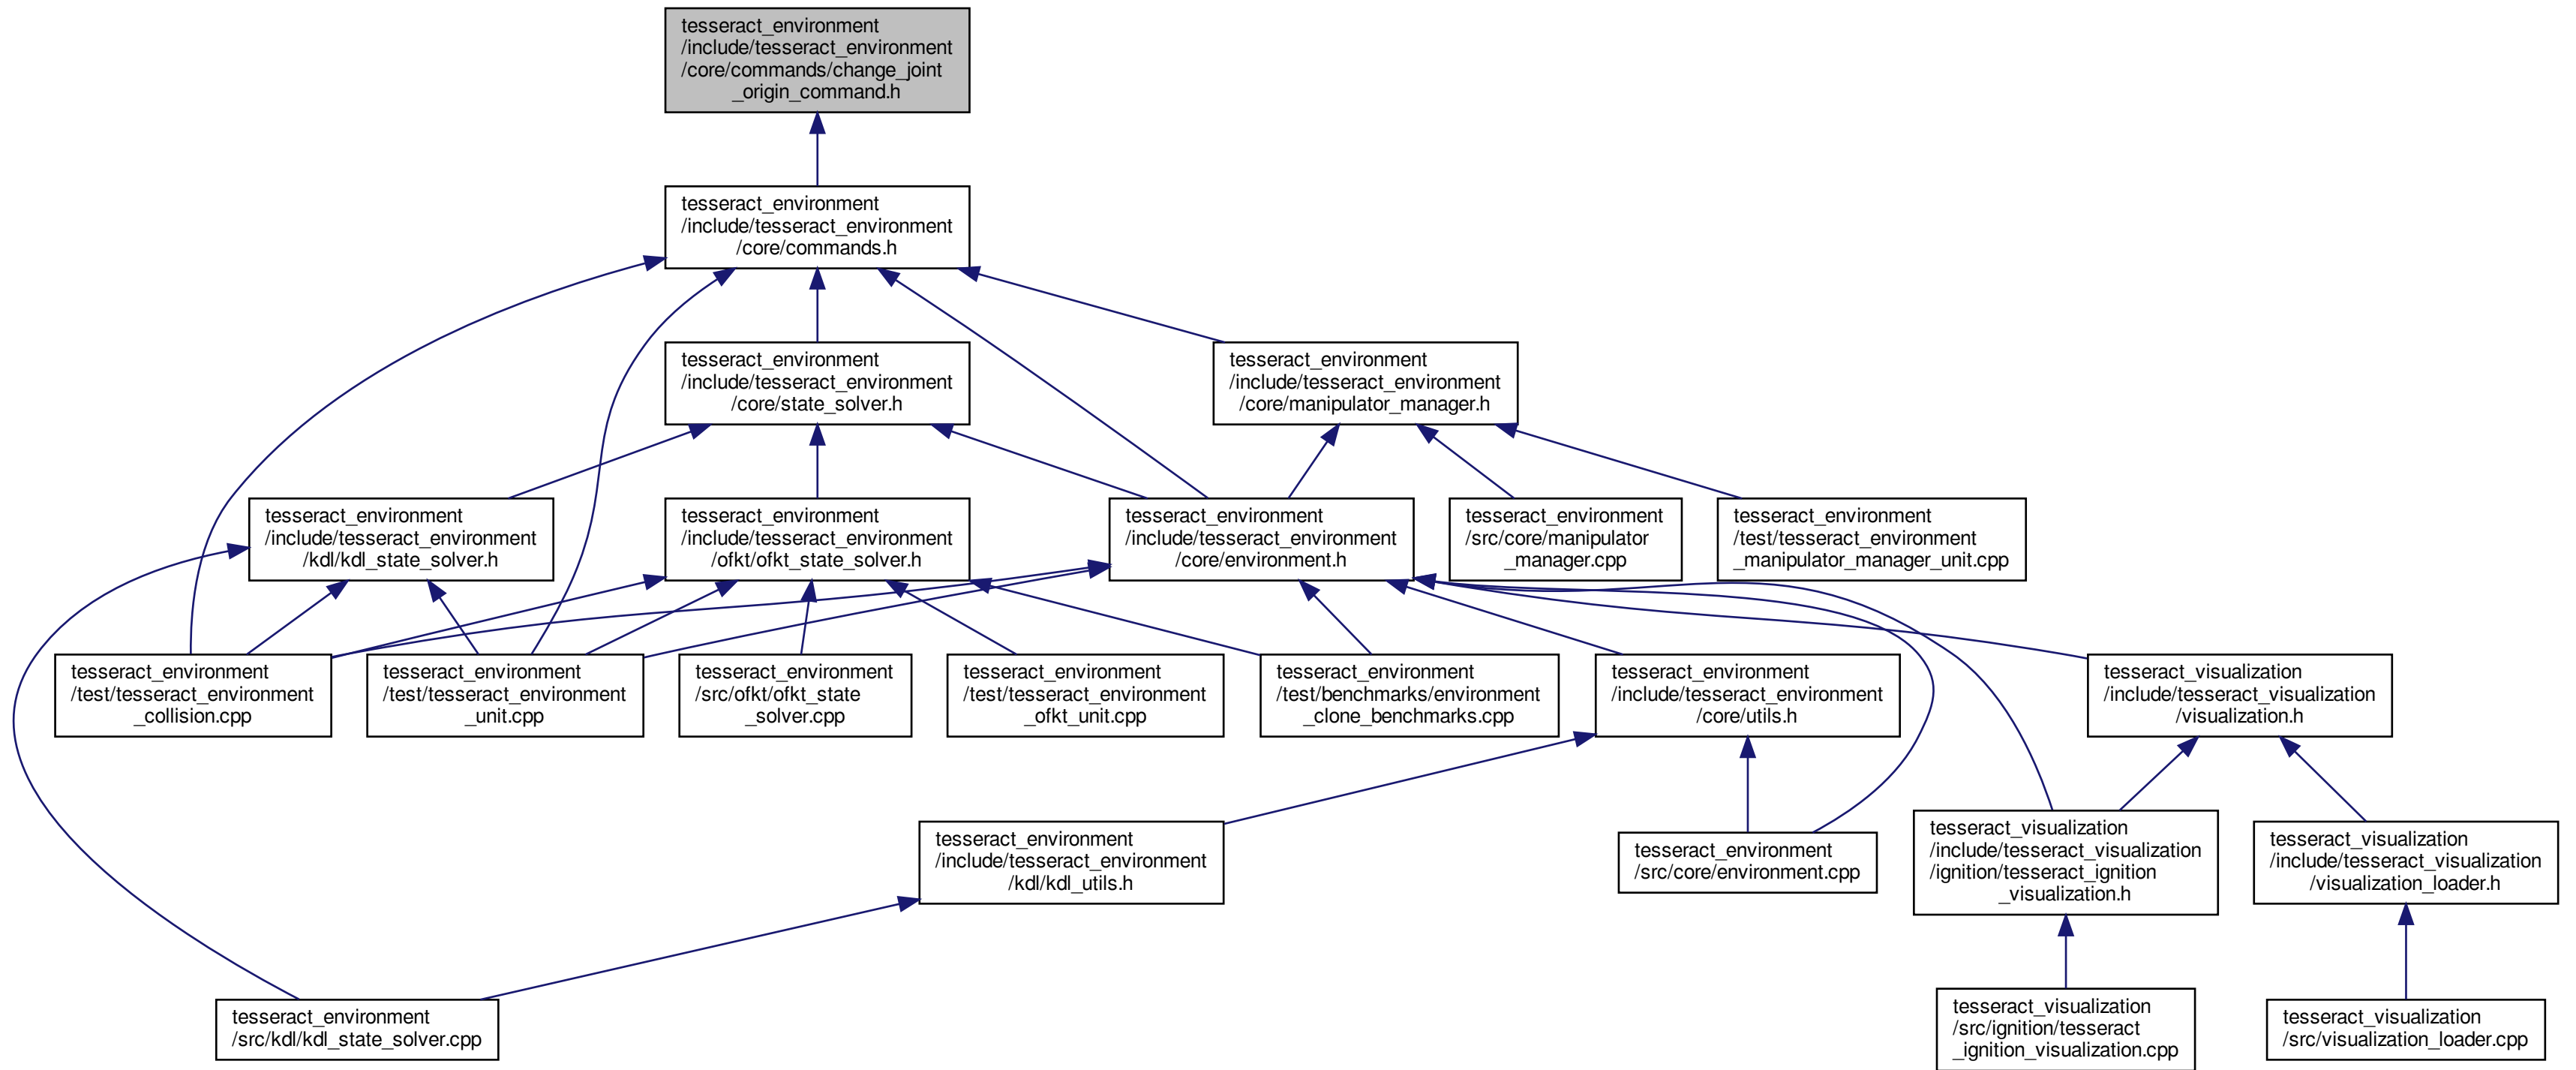 tesseract_environment
/include/tesseract_environment
/core/commands/change_joint
_origin_command.h
tesseract_environment
/include/tesseract_environment
/core/commands.h
tesseract_environment
/include/tesseract_environment
/core/state_solver.h
tesseract_environment
/include/tesseract_environment
/core/manipulator_manager.h
tesseract_environment
/include/tesseract_environment
/kdl/kdl_state_solver.h
tesseract_environment
/include/tesseract_environment
/ofkt/ofkt_state_solver.h
tesseract_environment
/include/tesseract_environment
/core/environment.h
tesseract_environment
/src/core/manipulator
_manager.cpp
tesseract_environment
/test/tesseract_environment
_manipulator_manager_unit.cpp
tesseract_environment
/test/tesseract_environment
_collision.cpp
tesseract_environment
/test/tesseract_environment
_unit.cpp
tesseract_environment
/src/ofkt/ofkt_state
_solver.cpp
tesseract_environment
/test/tesseract_environment
_ofkt_unit.cpp
tesseract_environment
/test/benchmarks/environment
_clone_benchmarks.cpp
tesseract_environment
/include/tesseract_environment
/core/utils.h
tesseract_visualization
/include/tesseract_visualization
/visualization.h
tesseract_environment
/include/tesseract_environment
/kdl/kdl_utils.h
tesseract_environment
/src/core/environment.cpp
tesseract_visualization
/include/tesseract_visualization
/ignition/tesseract_ignition
_visualization.h
tesseract_visualization
/include/tesseract_visualization
/visualization_loader.h
tesseract_environment
/src/kdl/kdl_state_solver.cpp
tesseract_visualization
/src/ignition/tesseract
_ignition_visualization.cpp
tesseract_visualization
/src/visualization_loader.cpp